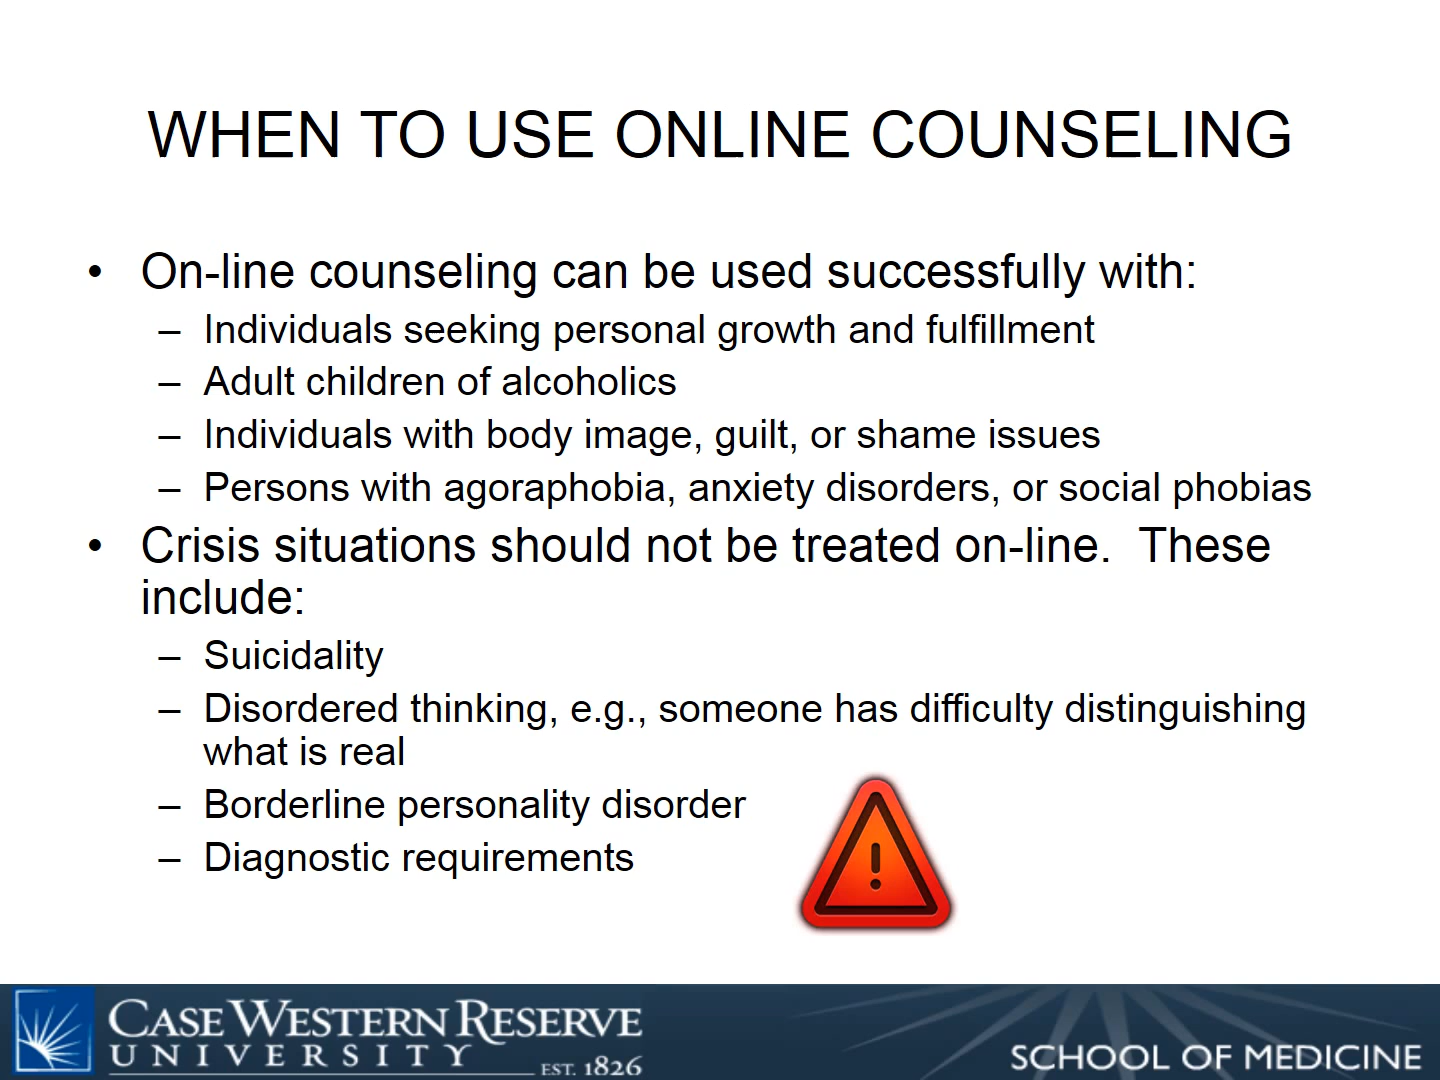 WHEN TO USE ONLINE COUNSELING
• On-line counseling can be used successfully with:
– Individuals seeking personal growth and fulfillment
– Adult children of alcoholics
– Individuals with body image, guilt, or shame issues
– Persons with agoraphobia, anxiety disorders, or social phobias
• Crisis situations should not be treated on-line.  These
include:
– Suicidality
– Disordered thinking, e.g., someone has difficulty distinguishing
what is real
– Borderline personality disorder
– Diagnostic requirements
!
CASE WESTERN RESERVE
UNIVERSITY
EST. 1826
SCHOOL OF MEDICINE